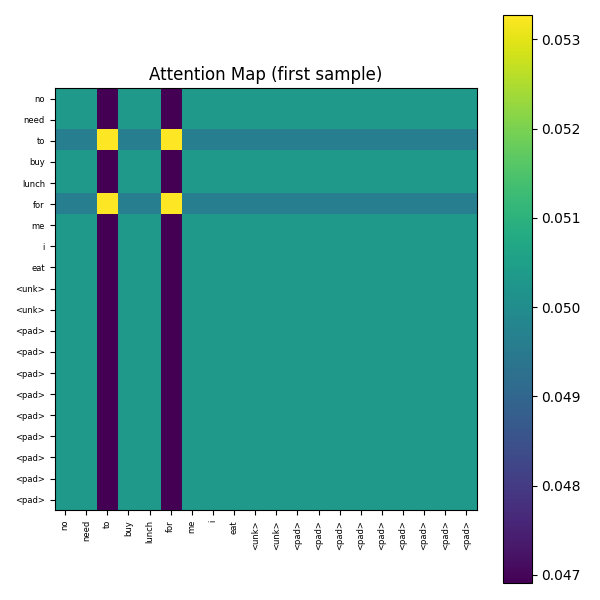 Attention Map (first sample)
no
need
to
buy
lunch
for
me
i
eat
<unk>
<unk>
<pad>
<pad>
<pad>
<pad>
<pad>
<pad>
<pad>
<pad>
<pad>
no need to buy lunch for me i eat <unk> <unk> <pad> <pad> <pad> <pad> <pad> <pad> <pad> <pad> <pad>
0.053
0.052
0.051
0.050
0.049
0.048
0.047